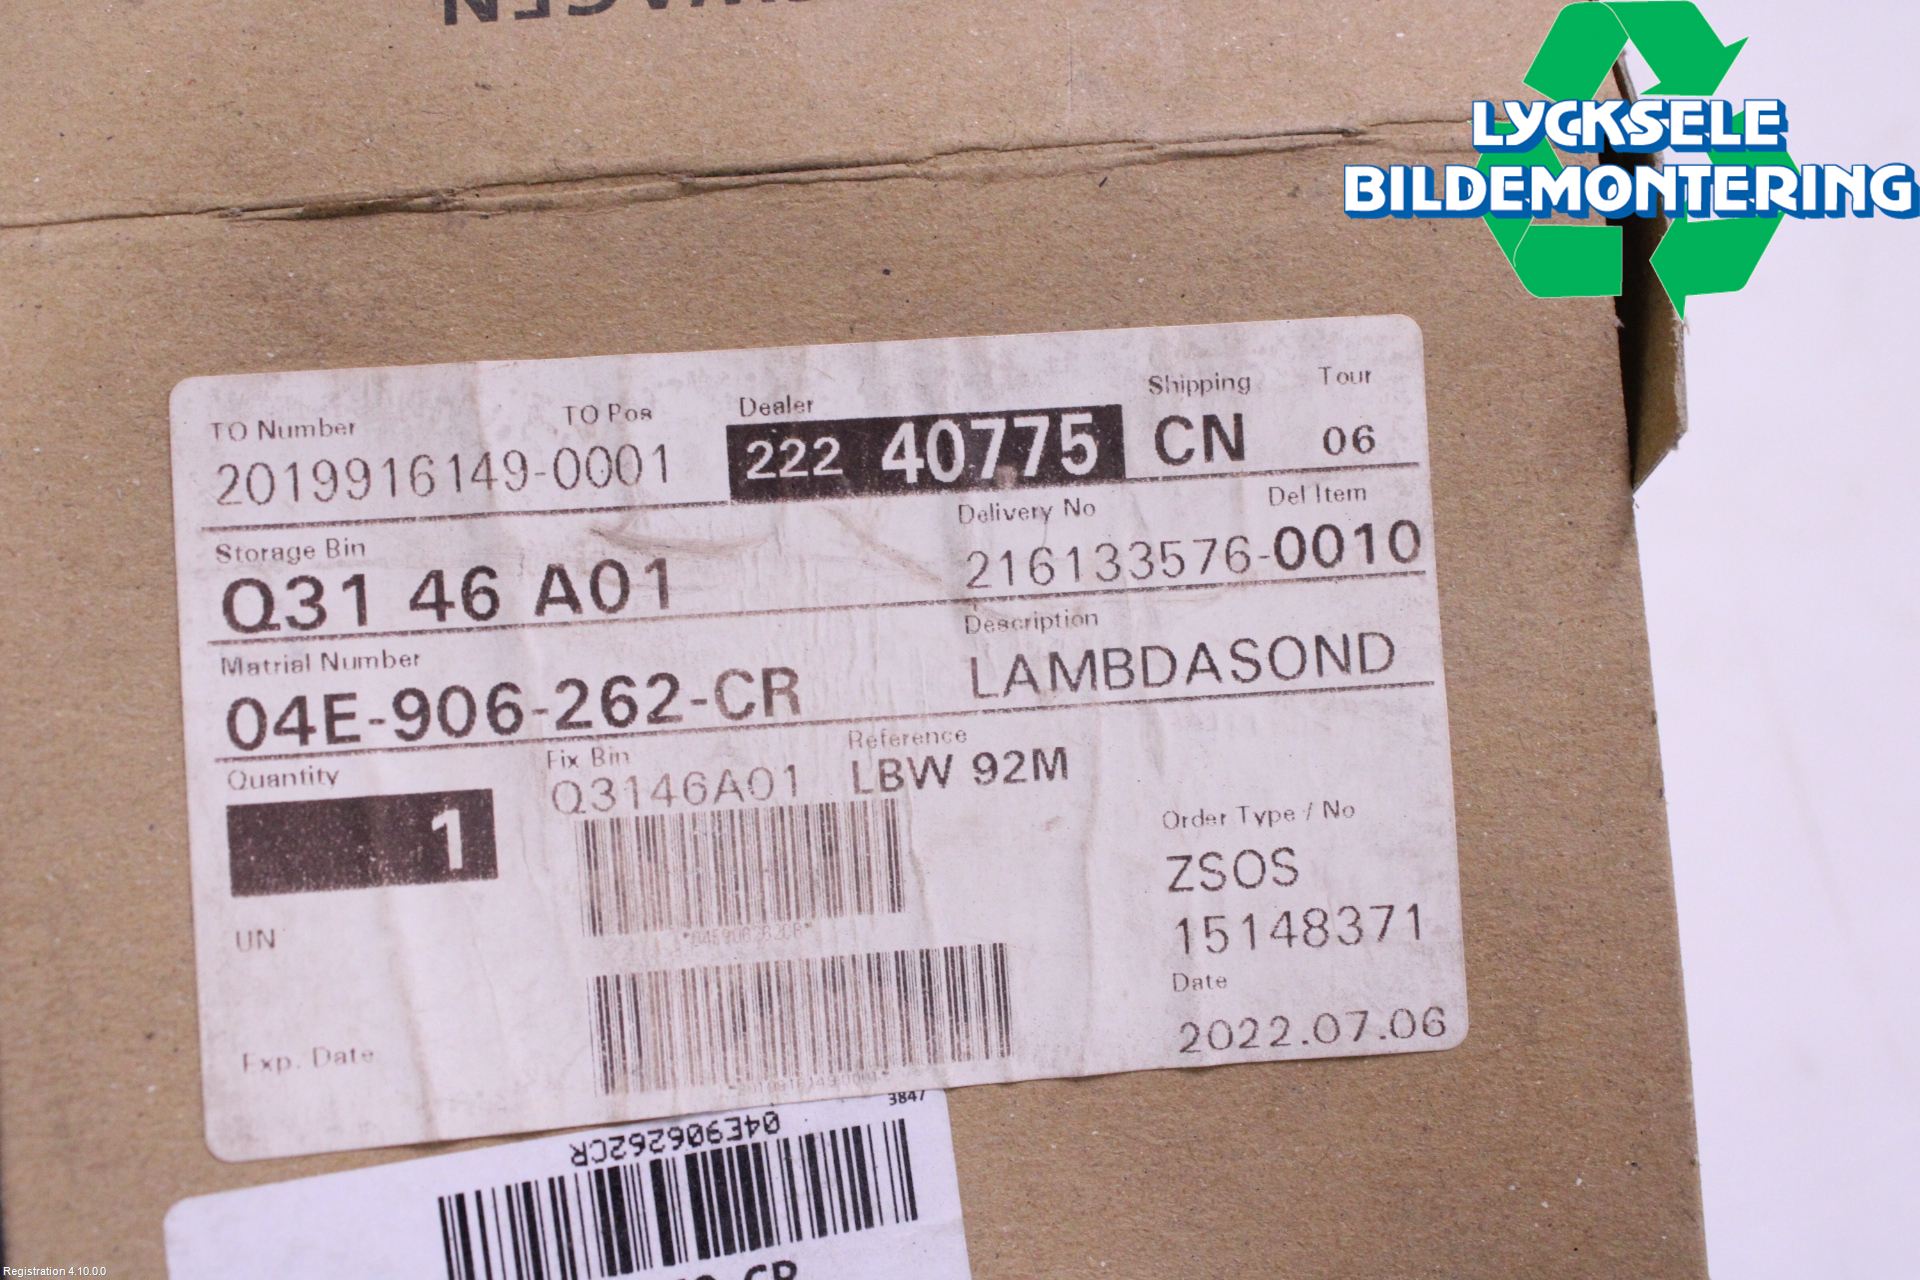 LYCKSELE
BILDEMONTERING
TO Number
TO Pos
Dealer
Shipping
Tour
2019916149-0001
222 40775
CN
06
Storage Bin
Delivery No
Del Item
Q31 46 A01
216133576-0010
Matrial Number
Description
04E-906-262-CR
LAMBDASOND
Quantity
Fix Bin
Reference
1
Q3146A01
LBW 92M
Order Type / No
ZSOS
*04E906262CR*
UN
15148371
Date
2022.07.06
Exp. Date
3847
04E906262CR
Registration 4.10.0.0